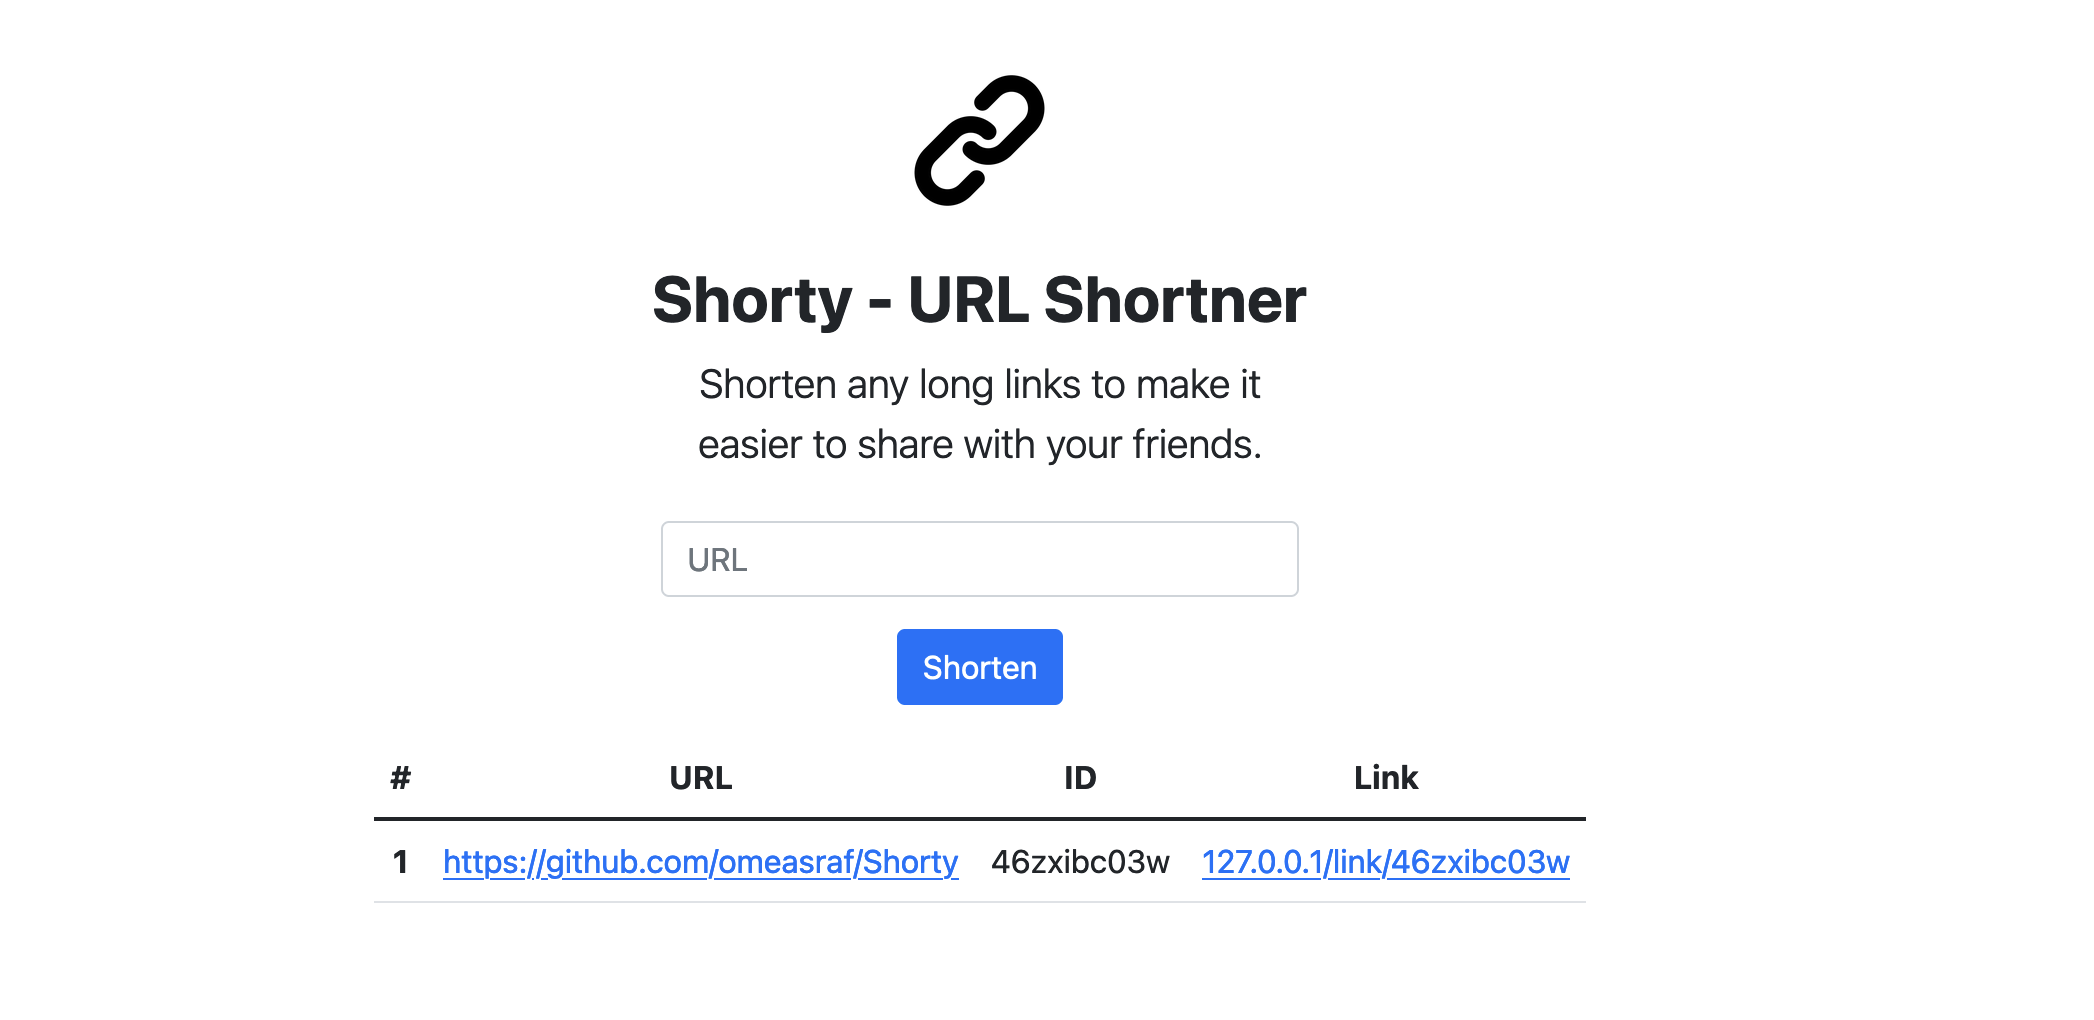 Shorty - URL Shortner
Shorten any long links to make it
easier to share with your friends.
URL
Shorten
# URL ID Link
1 https://github.com/omeasraf/Shorty 46zxibc03w 127.0.0.1/link/46zxibc03w